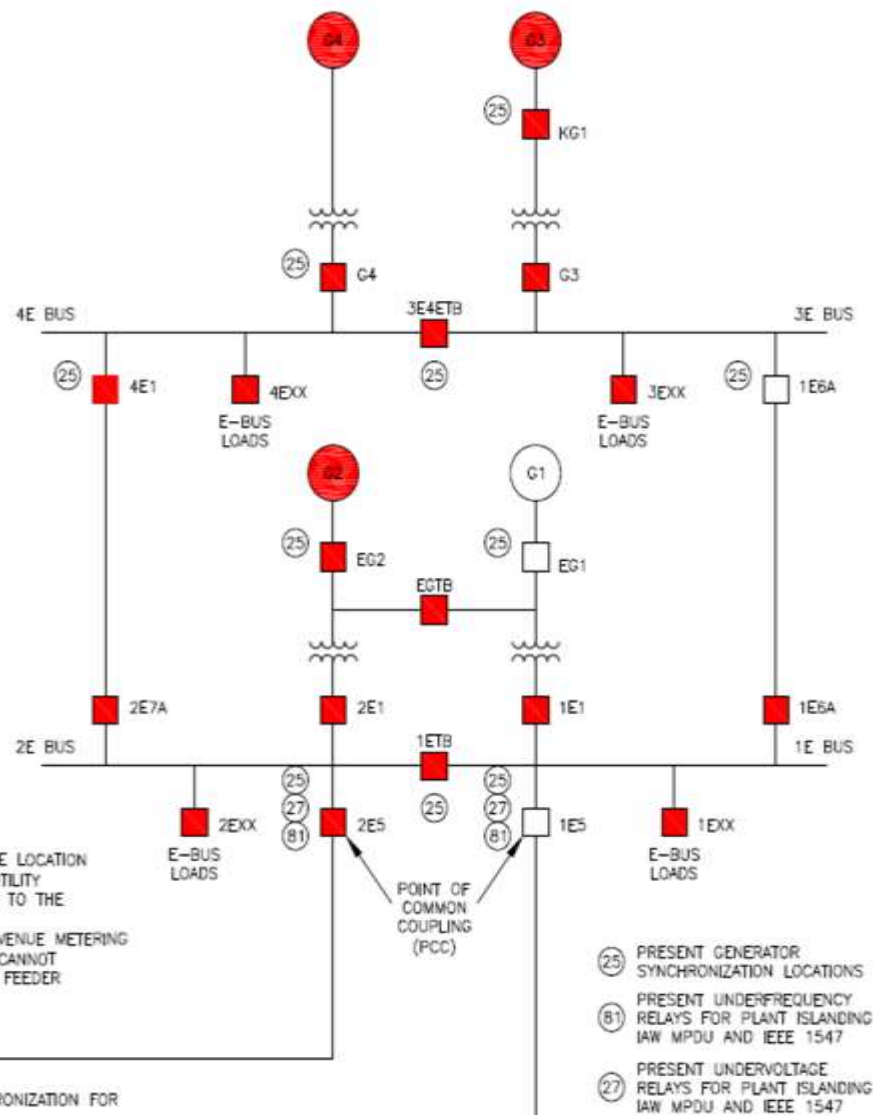 G4
G3
25
KG1
25
G4
G3
4E BUS
3E4ETB
3E BUS
25
4E1
4EXX
25
3EXX
25
1E6A
E-BUS
LOADS
E-BUS
LOADS
G2
G1
25
EG2
25
EG1
EGTB
2E7A
2E1
1E1
1E6A
2E BUS
1ETB
1E BUS
25
27
81
25
25
27
81
2EXX
2E5
1E5
1EXX
E-BUS
LOADS
E-BUS
LOADS
E LOCATION
TILITY
TO THE
POINT OF
COMMON
COUPLING
(PCC)
VENUE METERING
CANNOT
FEEDER
25 PRESENT GENERATOR
SYNCHRONIZATION LOCATIONS
81 PRESENT UNDERFREQUENCY
RELAYS FOR PLANT ISLANDING
IAW MPDU AND IEEE 1547
27 PRESENT UNDERVOLTAGE
RELAYS FOR PLANT ISLANDING
IAW MPDU AND IEEE 1547
RONIZATION FOR